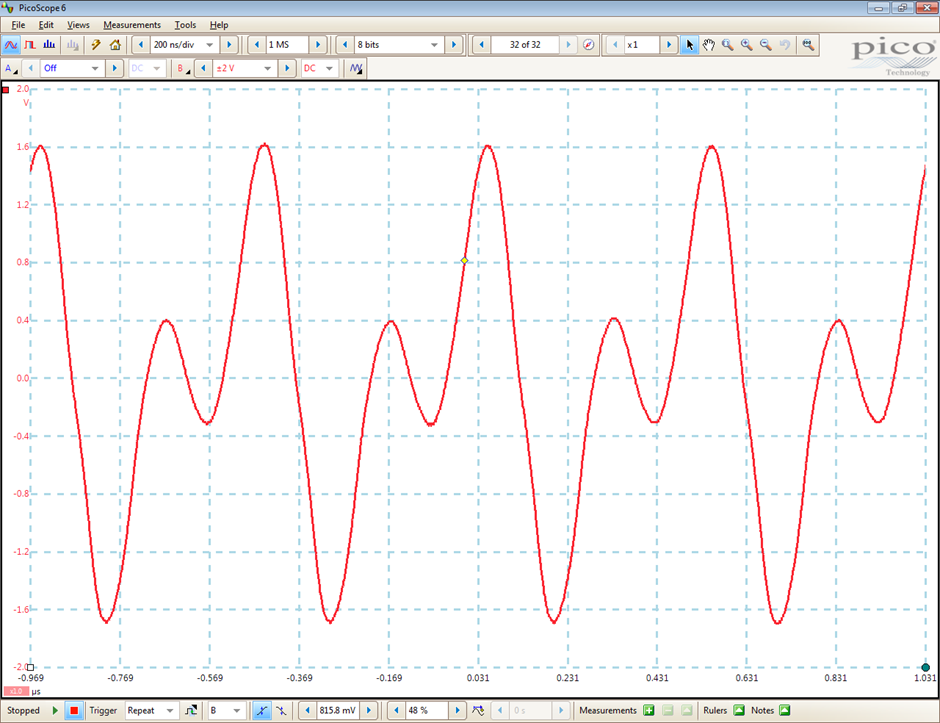 PicoScope 6
File Edit Views Measurements Tools Help
200 ns/div 1 MS 8 bits 32 of 32 x 1
pico
Technology
A Off DC B ±2 V DC
2.0
V
1.6
1.2
0.8
0.4
0.0
-0.4
-0.8
-1.2
-1.6
-2.0
-0.969 -0.769 -0.569 -0.369 -0.169 0.031 0.231 0.431 0.631 0.831 1.031
x1.0 µs
Stopped Trigger Repeat B 815.8 mV 48 % 0 s Measurements Rulers Notes